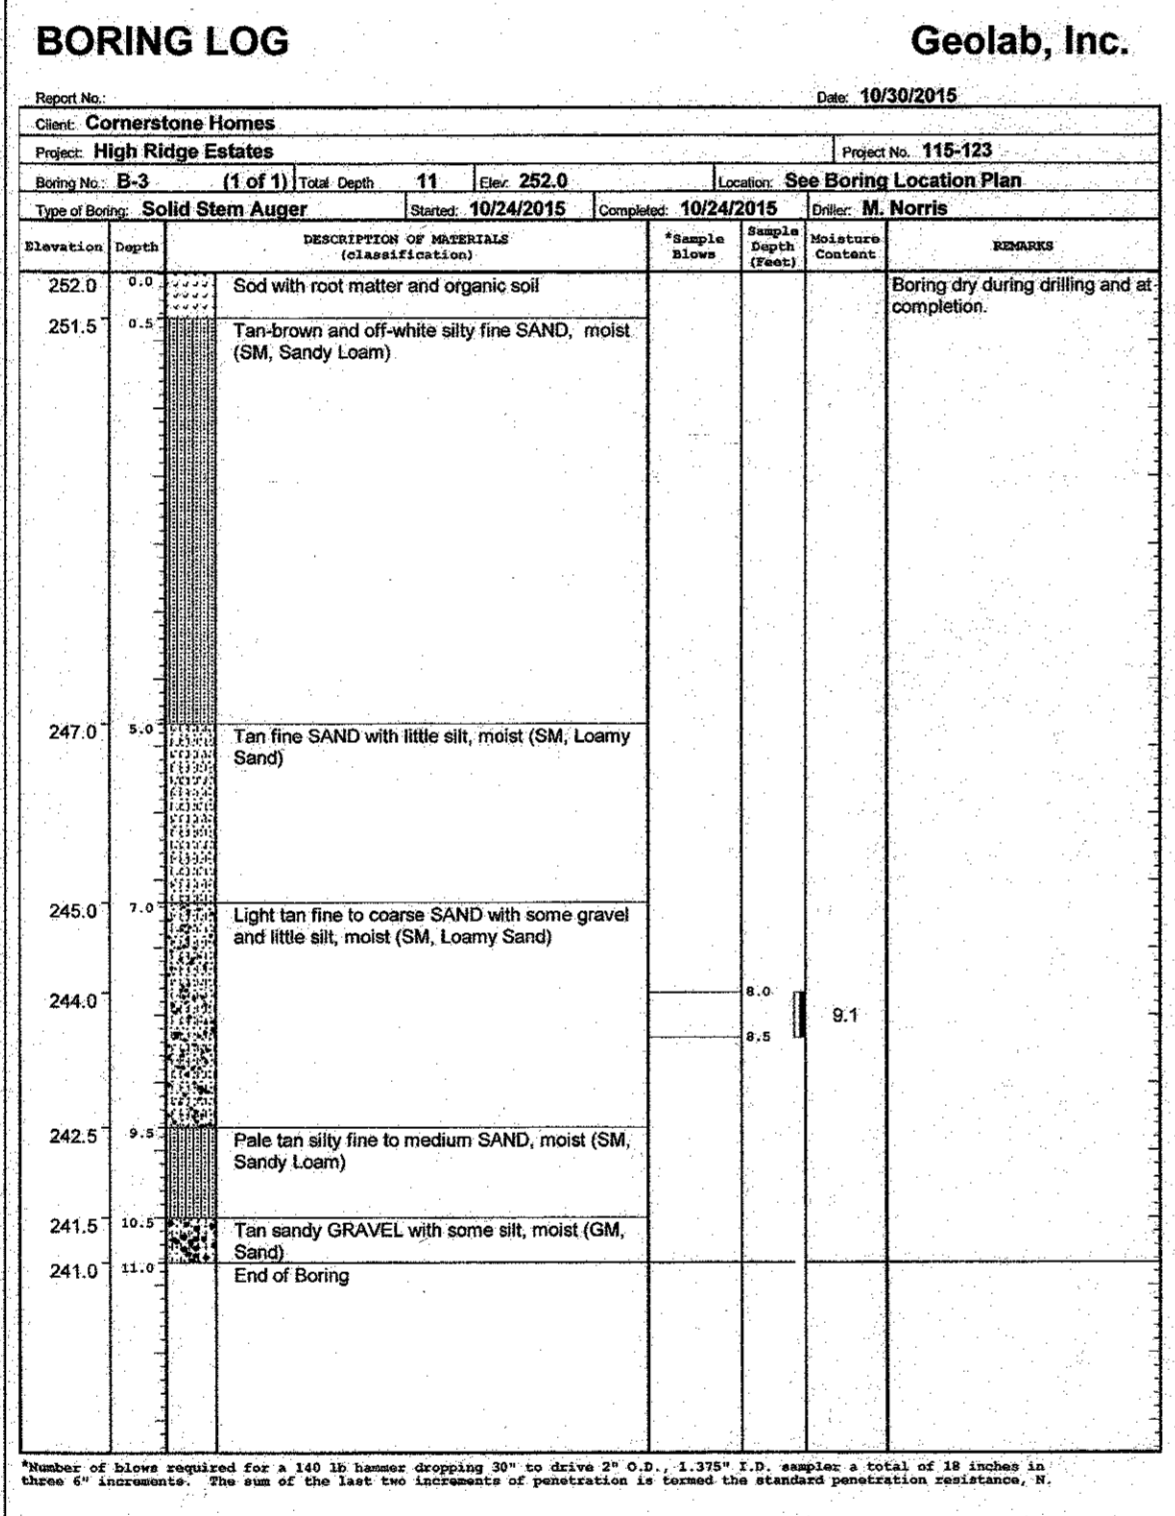 BORING LOG Geolab, Inc.
Report No.: Date: 10/30/2015
Client: Cornerstone Homes
Project: High Ridge Estates Project No. 115-123
Boring No.: B-3 (1 of 1) Total Depth 11 Elev: 252.0 Location: See Boring Location Plan
Type of Boring: Solid Stem Auger Started: 10/24/2015 Completed: 10/24/2015 Driller: M. Norris
Elevation Depth DESCRIPTION OF MATERIALS (classification) *Sample Blows Sample Depth (Feet) Moisture Content REMARKS
252.0 0.0 Sod with root matter and organic soil Boring dry during drilling and at
completion.
251.5 0.5 Tan-brown and off-white silty fine SAND, moist
(SM, Sandy Loam)
247.0 5.0 Tan fine SAND with little silt, moist (SM, Loamy
Sand)
245.0 7.0 Light tan fine to coarse SAND with some gravel
and little silt, moist (SM, Loamy Sand)
244.0 8.0
9.1
8.5
242.5 9.5 Pale tan silty fine to medium SAND, moist (SM,
Sandy Loam)
241.5 10.5 Tan sandy GRAVEL with some silt, moist (GM,
Sand)
241.0 11.0 End of Boring
*Number of blows required for a 140 lb hammer dropping 30" to drive 2" O.D., 1.375" I.D. sampler a total of 18 inches in
three 6" increments. The sum of the last two increments of penetration is termed the standard penetration resistance, N.